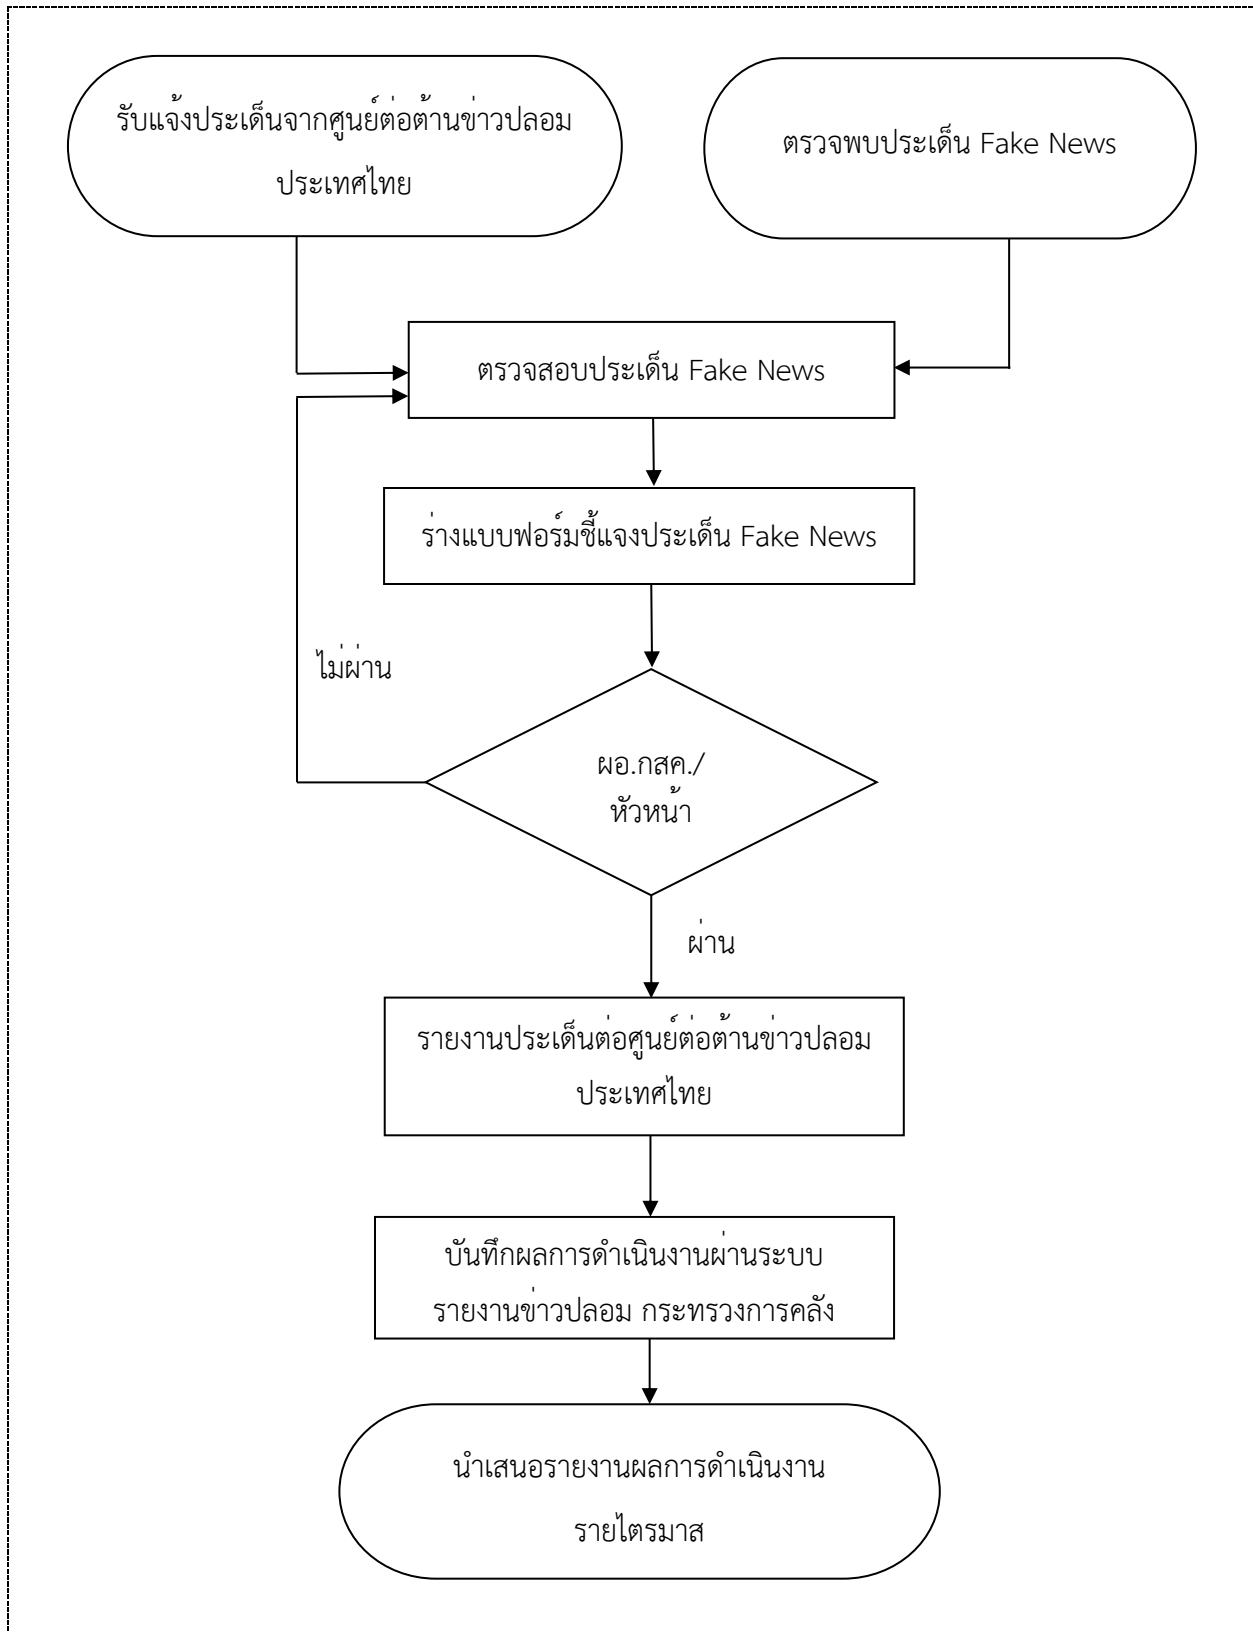 รับแจ้งประเด็นจากศูนย์ต่อต้านข่าวปลอม
ประเทศไทย
ตรวจพบประเด็น Fake News
ตรวจสอบประเด็น Fake News
ร่างแบบฟอร์มชี้แจงประเด็น Fake News
ไม่ผ่าน
ผอ.กสค./
หัวหน้า
ผ่าน
รายงานประเด็นต่อศูนย์ต่อต้านข่าวปลอม
ประเทศไทย
บันทึกผลการดำเนินงานผ่านระบบ
รายงานข่าวปลอม กระทรวงการคลัง
นำเสนอรายงานผลการดำเนินงาน
รายไตรมาส